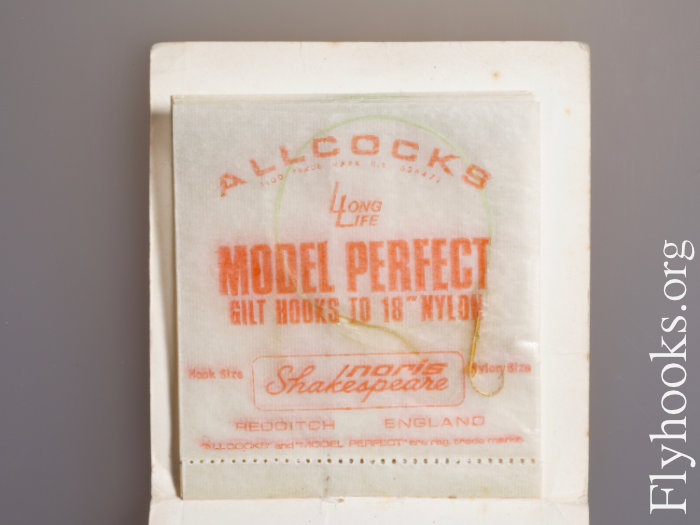 ALLCOCKS
LONG
LIFE
MODEL PERFECT
GILT HOOKS TO 18" NYLON
Hook Size
noris
Shakespeare
Nylon Size
REDDITCH ENGLAND
"ALLCOCKS" and "MODEL PERFECT" are reg. trade marks
Flyhooks.org